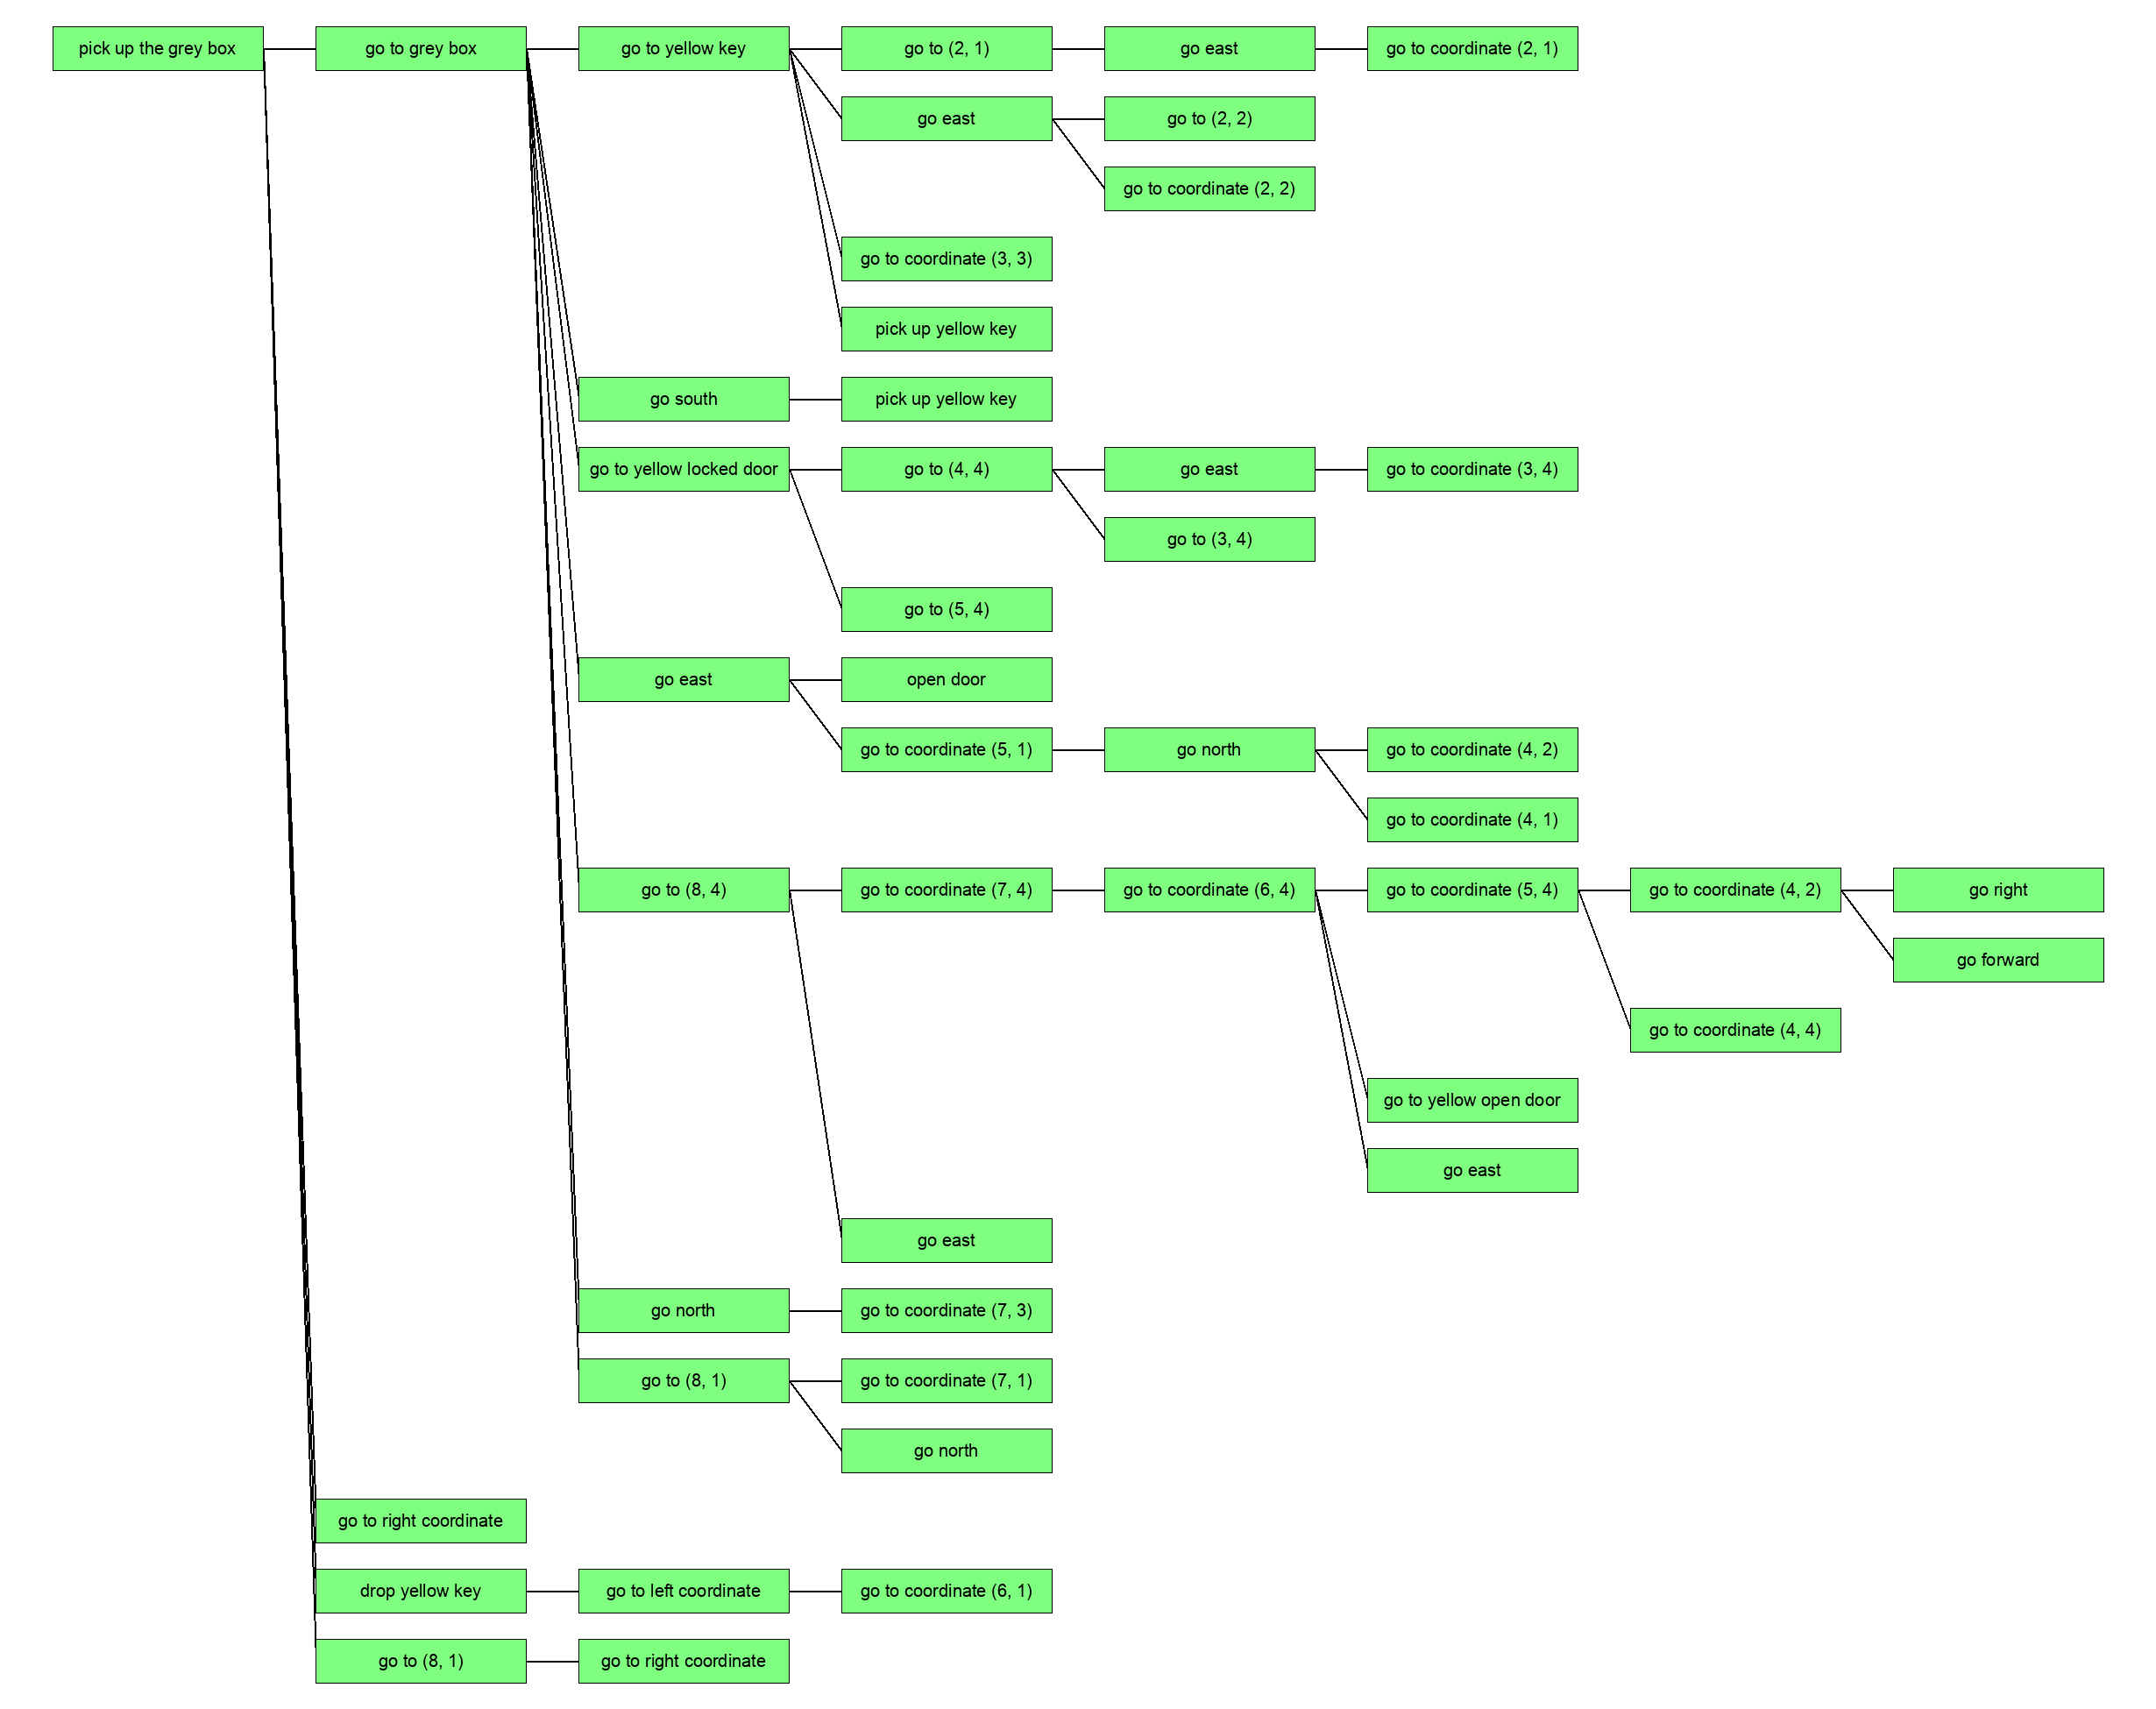 pick up the grey box
go to grey box
go to yellow key
go to (2, 1)
go east
go to coordinate (2, 1)
go east
go to (2, 2)
go to coordinate (2, 2)
go to coordinate (3, 3)
pick up yellow key
go south
pick up yellow key
go to yellow locked door
go to (4, 4)
go east
go to coordinate (3, 4)
go to (3, 4)
go to (5, 4)
go east
open door
go to coordinate (5, 1)
go north
go to coordinate (4, 2)
go to coordinate (4, 1)
go to (8, 4)
go to coordinate (7, 4)
go to coordinate (6, 4)
go to coordinate (5, 4)
go to coordinate (4, 2)
go right
go forward
go to coordinate (4, 4)
go to yellow open door
go east
go east
go north
go to coordinate (7, 3)
go to (8, 1)
go to coordinate (7, 1)
go north
go to right coordinate
drop yellow key
go to left coordinate
go to coordinate (6, 1)
go to (8, 1)
go to right coordinate